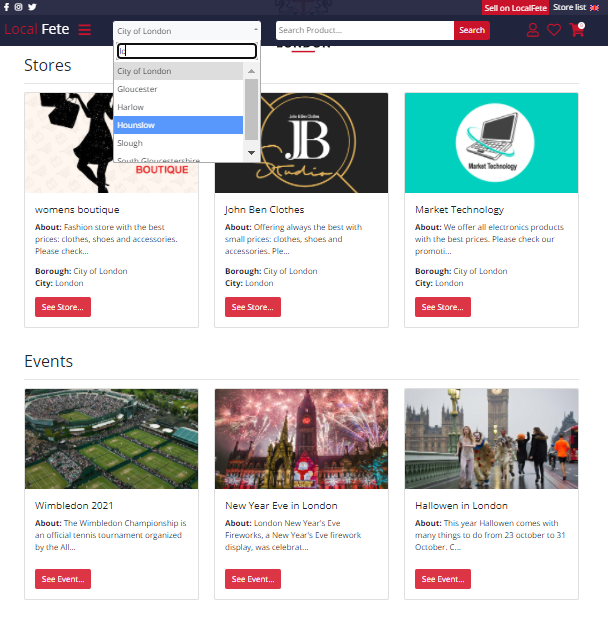 Sell on LocalFete Store list
Local Fete
City of London
Search Product...
Search
0
lo
LONDON
City of London
Gloucester
Harlow
Hounslow
Slough
South Gloucestershire
Stores
BOUTIQUE
John Ben Clothes
JB
Studio
Market Technology
womens boutique
About: Fashion store with the best
prices: clothes, shoes and accessories.
Please check...
Borough: City of London
City: London
See Store...
John Ben Clothes
About: Offering always the best with
small prices: clothes, shoes and
accessories. Ple...
Borough: City of London
City: London
See Store...
Market Technology
About: We offer all electronics products
with the best prices. Please check our
promoti...
Borough: City of London
City: London
See Store...
Events
Wimbledon 2021
About: The Wimbledon Championship is
an official tennis tournament organized
by the All...
See Event...
New Year Eve in London
About: London New Year's Eve
Fireworks, a New Year's Eve firework
display, was celebrat...
See Event...
Hallowen in London
About: This year Hallowen comes with
many things to do from 23 october to 31
October. C...
See Event...